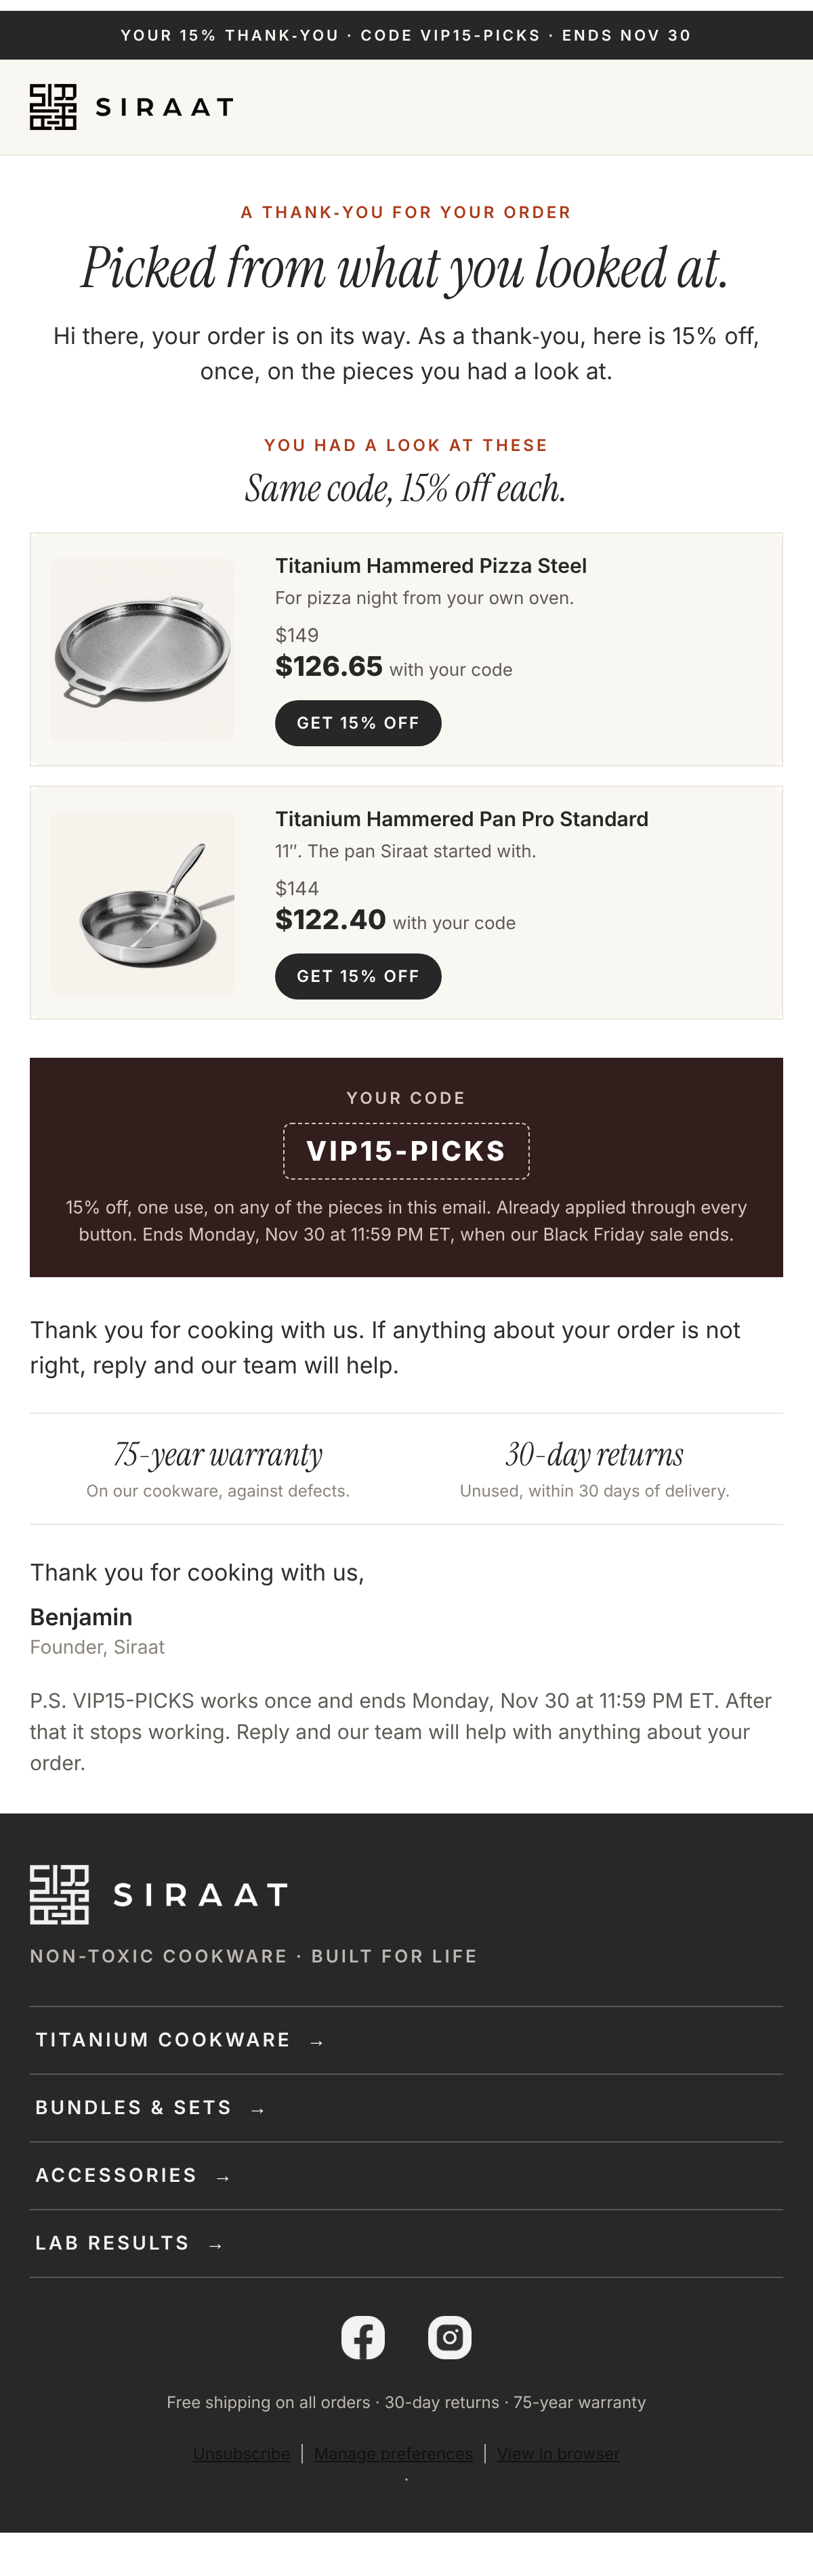 YOUR 15% THANK-YOU · CODE VIP15-PICKS · ENDS NOV 30
SIRAAT
A THANK-YOU FOR YOUR ORDER
Picked from what you looked at.
Hi there, your order is on its way. As a thank-you, here is 15% off,
once, on the pieces you had a look at.
YOU HAD A LOOK AT THESE
Same code, 15% off each.
Titanium Hammered Pizza Steel
For pizza night from your own oven.
$149
$126.65 with your code
GET 15% OFF
Titanium Hammered Pan Pro Standard
11″. The pan Siraat started with.
$144
$122.40 with your code
GET 15% OFF
YOUR CODE
VIP15-PICKS
15% off, one use, on any of the pieces in this email. Already applied through every
button. Ends Monday, Nov 30 at 11:59 PM ET, when our Black Friday sale ends.
Thank you for cooking with us. If anything about your order is not
right, reply and our team will help.
75-year warranty
On our cookware, against defects.
30-day returns
Unused, within 30 days of delivery.
Thank you for cooking with us,
Benjamin
Founder, Siraat
P.S. VIP15-PICKS works once and ends Monday, Nov 30 at 11:59 PM ET. After
that it stops working. Reply and our team will help with anything about your
order.
SIRAAT
NON-TOXIC COOKWARE · BUILT FOR LIFE
TITANIUM COOKWARE →
BUNDLES & SETS →
ACCESSORIES →
LAB RESULTS →
Free shipping on all orders · 30-day returns · 75-year warranty
Unsubscribe | Manage preferences | View in browser
·